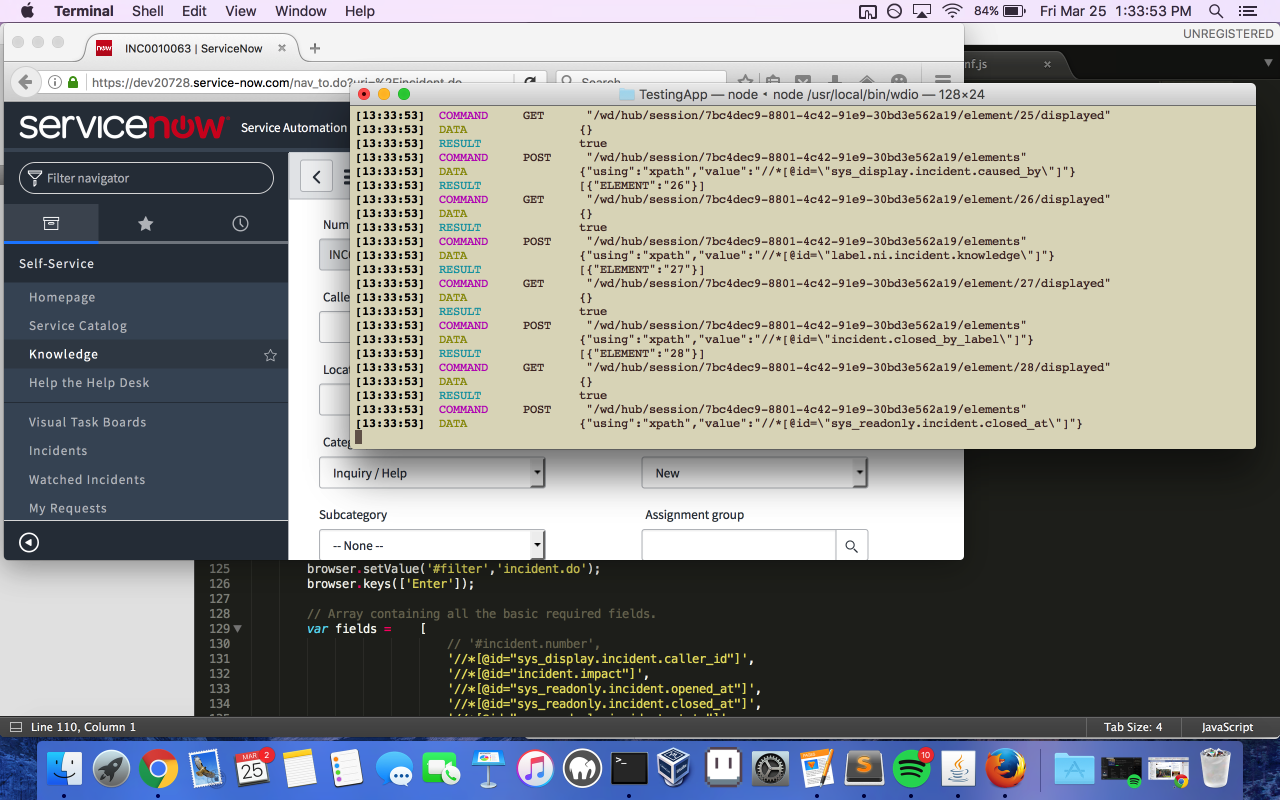 Terminal Shell Edit View Window Help 84% Fri Mar 25 1:33:53 PM
UNREGISTERED
now INC0010063 | ServiceNow × +
nf.js ×
https://dev20728.service-now.com/nav_to.do?uri=%2Fincident.do
Search
TestingApp — node ◂ node /usr/local/bin/wdio — 128×24
[13:33:53] COMMAND GET "/wd/hub/session/7bc4dec9-8801-4c42-91e9-30bd3e562a19/element/25/displayed"
[13:33:53] DATA {}
[13:33:53] RESULT true
[13:33:53] COMMAND POST "/wd/hub/session/7bc4dec9-8801-4c42-91e9-30bd3e562a19/elements"
[13:33:53] DATA {"using":"xpath","value":"//*[@id=\"sys_display.incident.caused_by\"]"}
[13:33:53] RESULT [{"ELEMENT":"26"}]
[13:33:53] COMMAND GET "/wd/hub/session/7bc4dec9-8801-4c42-91e9-30bd3e562a19/element/26/displayed"
[13:33:53] DATA {}
[13:33:53] RESULT true
[13:33:53] COMMAND POST "/wd/hub/session/7bc4dec9-8801-4c42-91e9-30bd3e562a19/elements"
[13:33:53] DATA {"using":"xpath","value":"//*[@id=\"label.ni.incident.knowledge\"]"}
[13:33:53] RESULT [{"ELEMENT":"27"}]
[13:33:53] COMMAND GET "/wd/hub/session/7bc4dec9-8801-4c42-91e9-30bd3e562a19/element/27/displayed"
[13:33:53] DATA {}
[13:33:53] RESULT true
[13:33:53] COMMAND POST "/wd/hub/session/7bc4dec9-8801-4c42-91e9-30bd3e562a19/elements"
[13:33:53] DATA {"using":"xpath","value":"//*[@id=\"incident.closed_by_label\"]"}
[13:33:53] RESULT [{"ELEMENT":"28"}]
[13:33:53] COMMAND GET "/wd/hub/session/7bc4dec9-8801-4c42-91e9-30bd3e562a19/element/28/displayed"
[13:33:53] DATA {}
[13:33:53] RESULT true
[13:33:53] COMMAND POST "/wd/hub/session/7bc4dec9-8801-4c42-91e9-30bd3e562a19/elements"
[13:33:53] DATA {"using":"xpath","value":"//*[@id=\"sys_readonly.incident.closed_at\"]"}
servicenow Service Automation
Filter navigator
Self-Service
Homepage
Service Catalog
Knowledge
Help the Help Desk
Visual Task Boards
Incidents
Watched Incidents
My Requests
Num
INC
Calle
Locat
Categ
Inquiry / Help New
Subcategory Assignment group
-- None --
125 browser.setValue('#filter','incident.do');
126 browser.keys(['Enter']);
127
128 // Array containing all the basic required fields.
129 var fields = [
130 // '#incident.number',
131 '//*[@id="sys_display.incident.caller_id"]',
132 '//*[@id="incident.impact"]',
133 '//*[@id="sys_readonly.incident.opened_at"]',
134 '//*[@id="sys_readonly.incident.closed_at"]',
Line 110, Column 1 Tab Size: 4 JavaScript
MAR 2
25
10